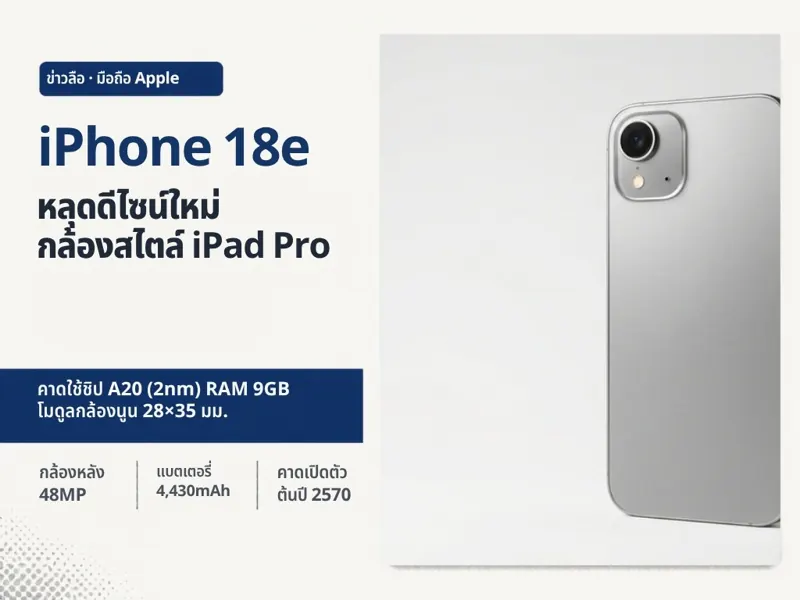 ข่าวลือ · มือถือ Apple
iPhone 18e
หลุดดีไซน์ใหม่
กล้องสไตล์ iPad Pro
คาดใช้ชิป A20 (2nm) RAM 9GB
โมดูลกล้องนูน 28×35 มม.
กล้องหลัง
48MP
แบตเตอรี่
4,430mAh
คาดเปิดตัว
ต้นปี 2570